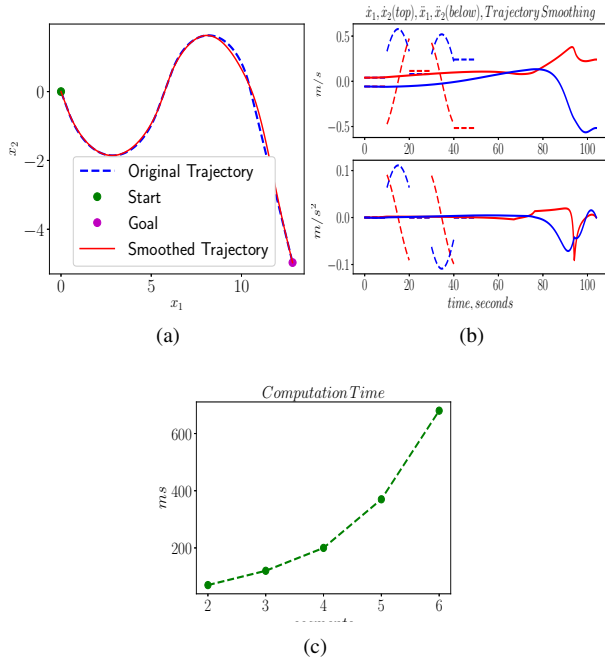 0
−2
−4
x₂
Original Trajectory
Start
Goal
Smoothed Trajectory
0 5 10
x₁
(a)
ẋ₁, ẋ₂(top), ẍ₁, ẍ₂(below), Trajectory Smoothing
0.5
0.0
−0.5
m/s
0 20 40 60 80 100
0.1
0.0
−0.1
m/s²
0 20 40 60 80 100
time, seconds
(b)
Computation Time
600
400
200
ms
2 3 4 5 6
(c)